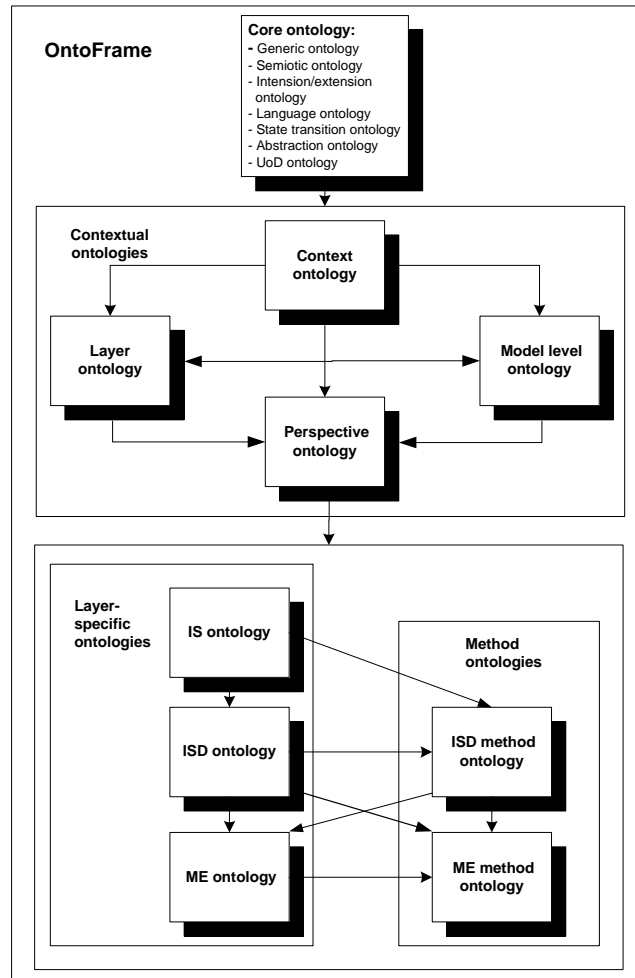 OntoFrame
Core ontology:
- Generic ontology
- Semiotic ontology
- Intension/extension
ontology
- Language ontology
- State transition ontology
- Abstraction ontology
- UoD ontology
Contextual
ontologies
Context
ontology
Layer
ontology
Model level
ontology
Perspective
ontology
Layer-
specific
ontologies
IS ontology
Method
ontologies
ISD ontology
ISD method
ontology
ME ontology
ME method
ontology